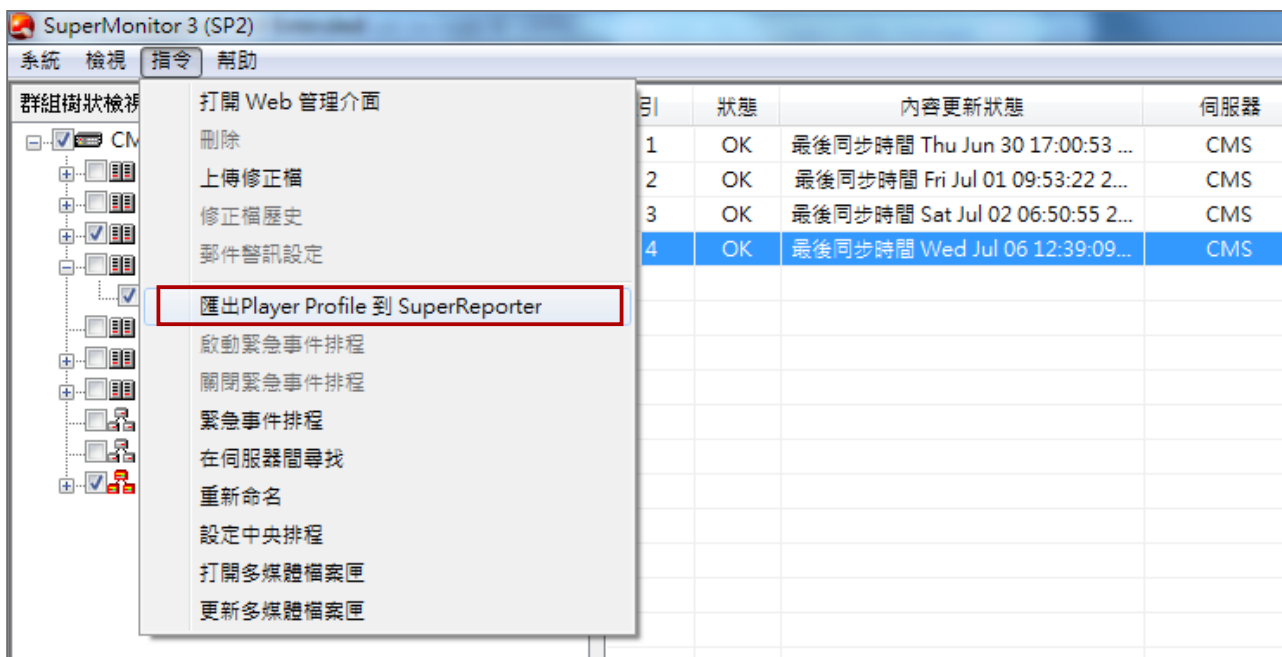 SuperMonitor 3 (SP2)
系統 檢視 指令 幫助
群組樹狀檢視
引 狀態 內容更新狀態 伺服器
CM
1 OK 最後同步時間 Thu Jun 30 17:00:53 ... CMS
2 OK 最後同步時間 Fri Jul 01 09:53:22 2... CMS
3 OK 最後同步時間 Sat Jul 02 06:50:55 2... CMS
4 OK 最後同步時間 Wed Jul 06 12:39:09... CMS
打開 Web 管理介面
刪除
上傳修正檔
修正檔歷史
郵件警訊設定
匯出Player Profile 到 SuperReporter
啟動緊急事件排程
關閉緊急事件排程
緊急事件排程
在伺服器間尋找
重新命名
設定中央排程
打開多媒體檔案匣
更新多媒體檔案匣